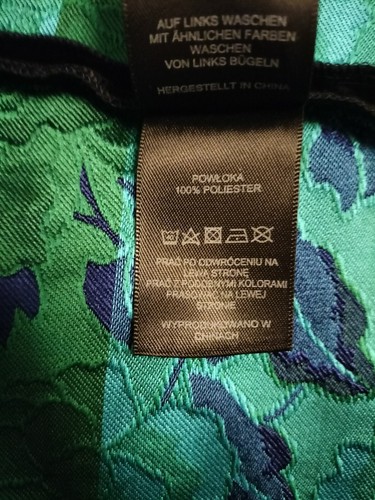 AUF LINKS WASCHEN
MIT ÄHNLICHEN FARBEN
WASCHEN
VON LINKS BÜGELN
HERGESTELLT IN CHINA
POWŁOKA
100% POLIESTER
PRAĆ PO ODWRÓCENIU NA
LEWĄ STRONĘ
PRAĆ Z PODOBNYMI KOLORAMI
PRASOWAĆ NA LEWEJ
STRONIE
WYPRODUKOWANO W
CHINACH